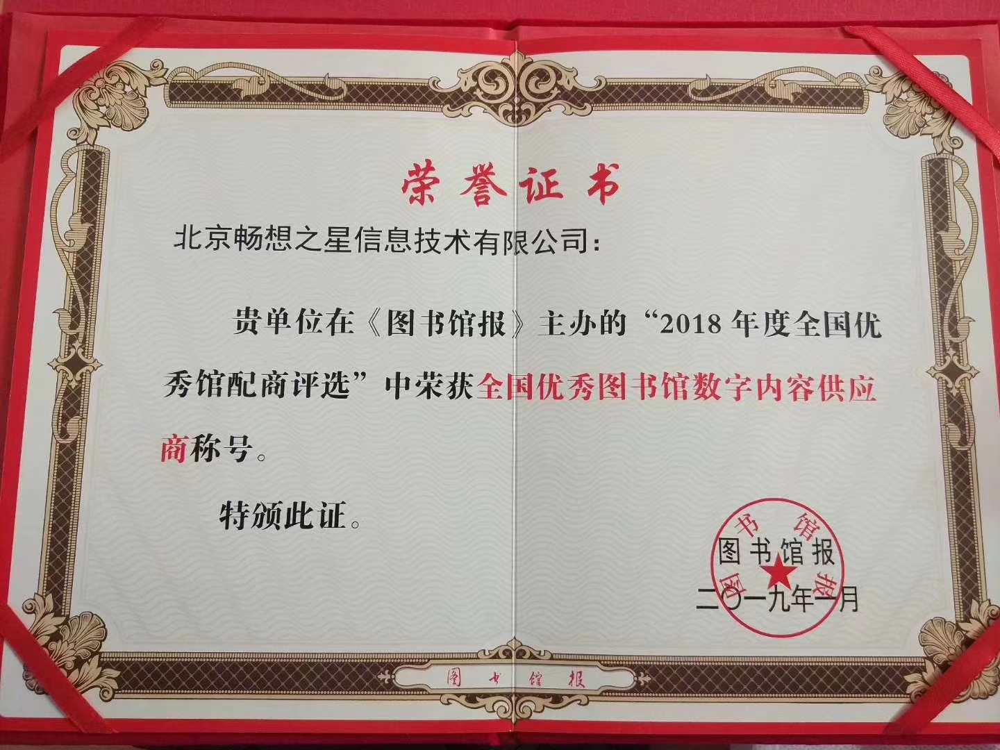 荣誉证书
北京畅想之星信息技术有限公司：
贵单位在《图书馆报》主办的“2018年度全国优
秀馆配商评选”中荣获全国优秀图书馆数字内容供应
商称号。
特颁此证。
图书馆报
图书馆报
二〇一九年一月
图书馆报